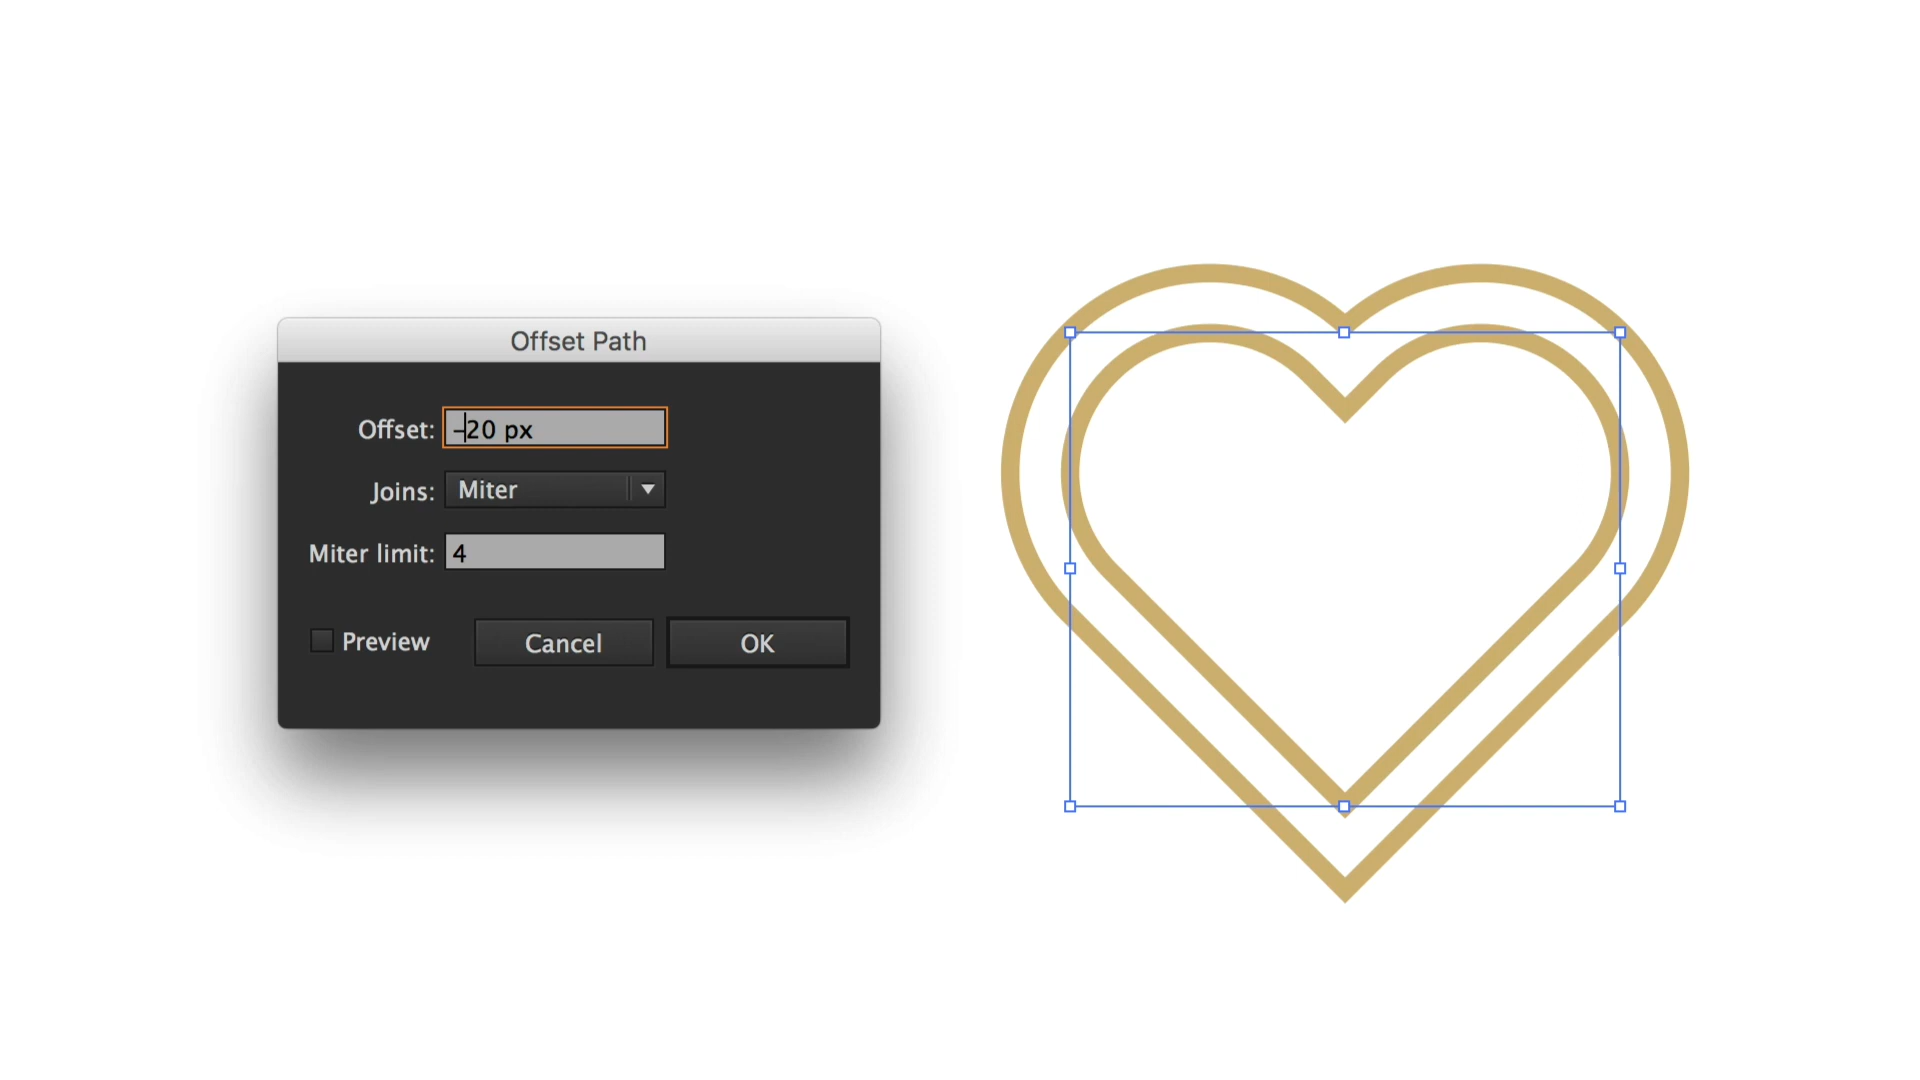 Offset Path
Offset: -20 px
Joins: Miter
Miter limit: 4
Preview Cancel OK